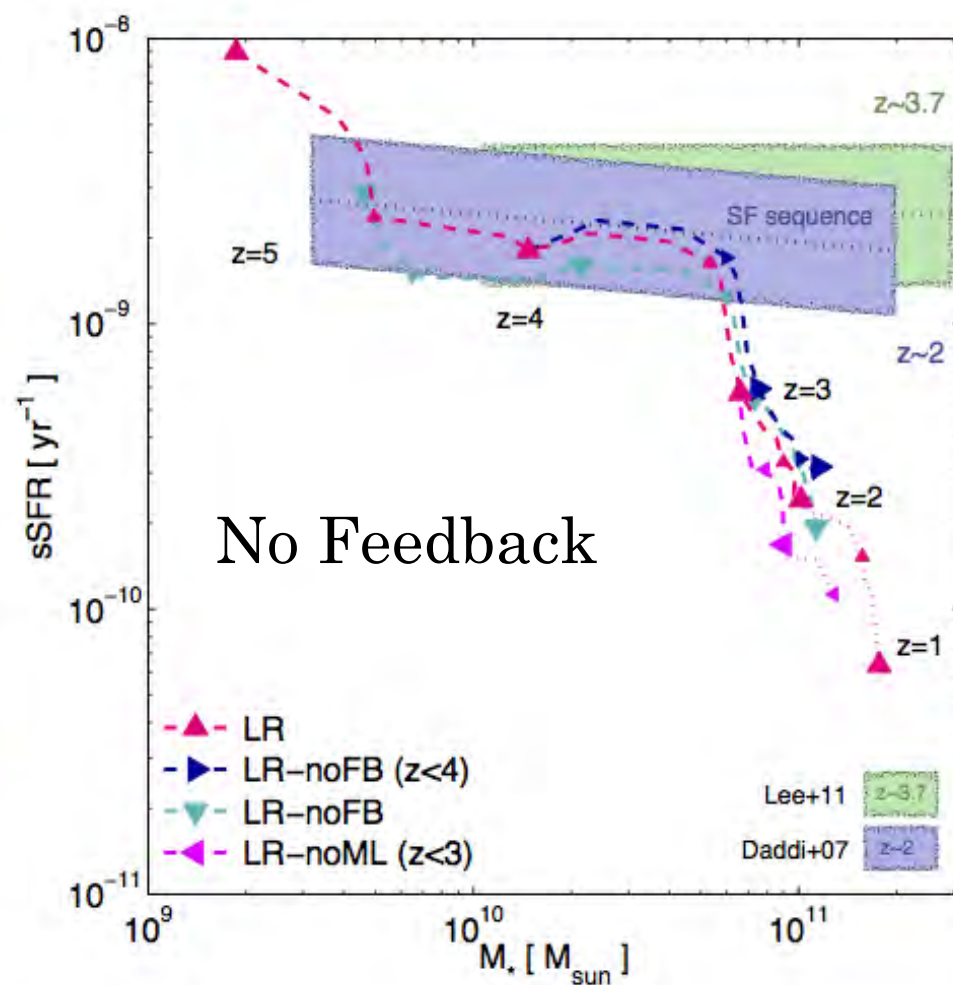 10⁻⁸
z~3.7
SF sequence
z=5
z=4
10⁻⁹
z~2
z=3
sSFR [ yr⁻¹ ]
z=2
No Feedback
10⁻¹⁰
z=1
LR
LR-noFB (z<4)
Lee+11 z~3.7
LR-noFB
Daddi+07 z~2
LR-noML (z<3)
10⁻¹¹
10⁹ 10¹⁰ 10¹¹
M⋆ [ Mₛᵤₙ ]